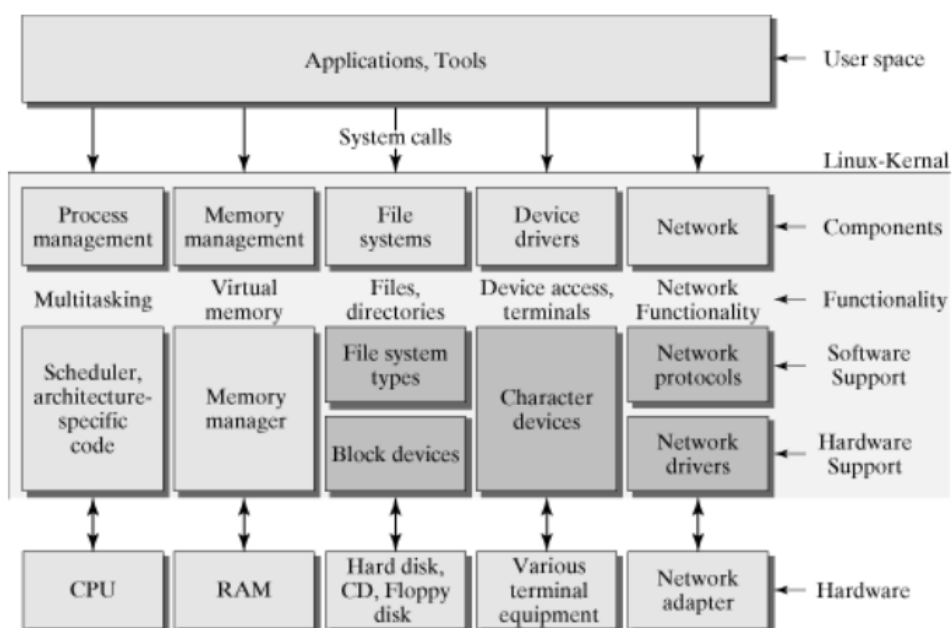 Applications, Tools
User space
System calls
Linux-Kernal
Process
management
Memory
management
File
systems
Device
drivers
Network
Components
Multitasking
Virtual
memory
Files,
directories
Device access,
terminals
Network
Functionality
Functionality
Scheduler,
architecture-
specific
code
Memory
manager
File system
types
Block devices
Character
devices
Network
protocols
Network
drivers
Software
Support
Hardware
Support
CPU
RAM
Hard disk,
CD, Floppy
disk
Various
terminal
equipment
Network
adapter
Hardware